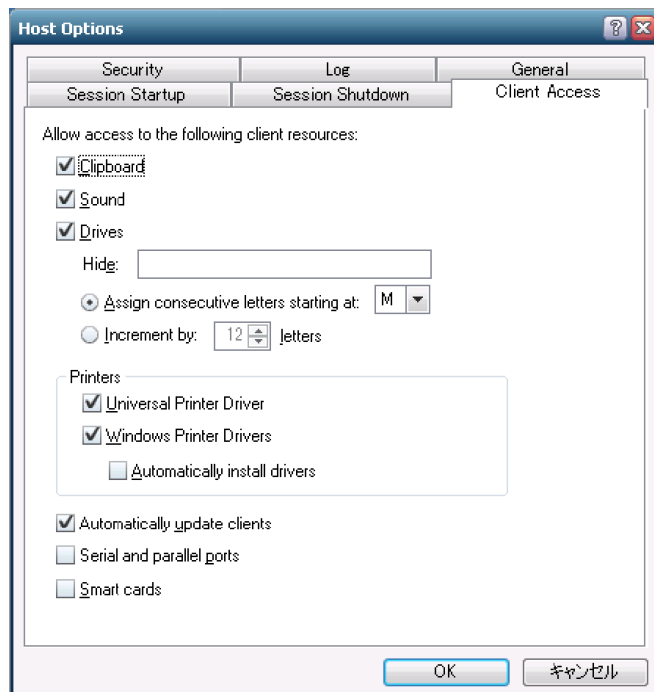 Host Options
Security Log General
Session Startup Session Shutdown Client Access
Allow access to the following client resources:
Clipboard
Sound
Drives
Hide:
Assign consecutive letters starting at: M
Increment by: 12 letters
Printers
Universal Printer Driver
Windows Printer Drivers
Automatically install drivers
Automatically update clients
Serial and parallel ports
Smart cards
OK キャンセル